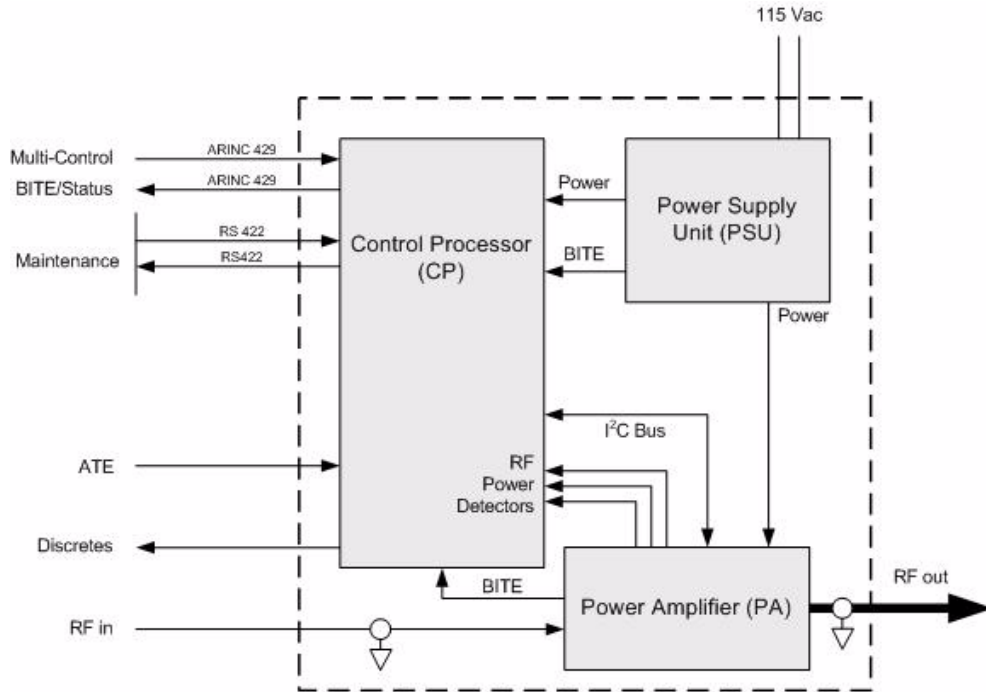 115 Vac
Multi-Control
ARINC 429
BITE/Status
ARINC 429
Maintenance
RS 422
RS422
Control Processor
(CP)
Power
BITE
Power Supply
Unit (PSU)
Power
I²C Bus
ATE
RF
Power
Detectors
Discretes
BITE
Power Amplifier (PA)
RF out
RF in